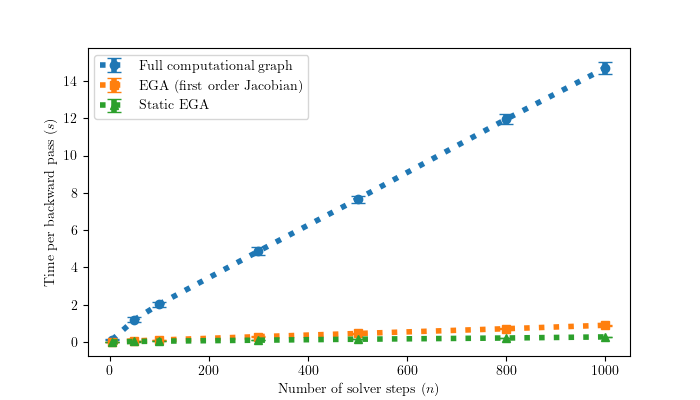 Full computational graph
EGA (first order Jacobian)
Static EGA
Time per backward pass (s)
14
12
10
8
6
4
2
0
0 200 400 600 800 1000
Number of solver steps (n)